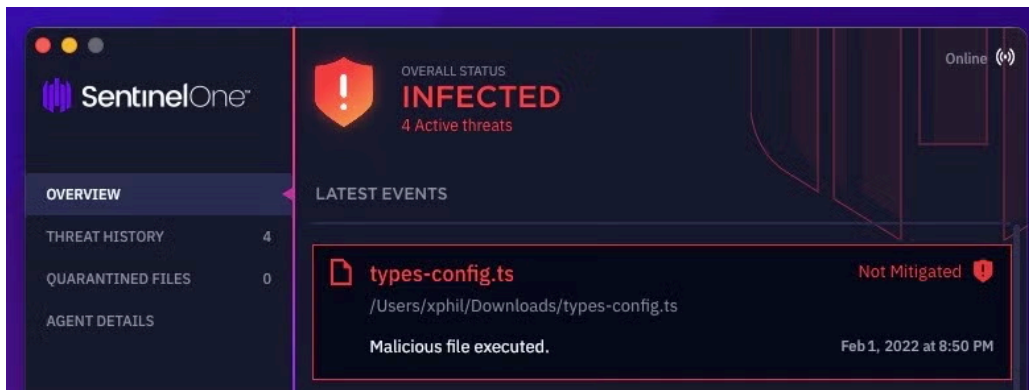 SentinelOne™
OVERVIEW
THREAT HISTORY 4
QUARANTINED FILES 0
AGENT DETAILS
Online
OVERALL STATUS
INFECTED
4 Active threats
LATEST EVENTS
types-config.ts
Not Mitigated
/Users/xphil/Downloads/types-config.ts
Malicious file executed.
Feb 1, 2022 at 8:50 PM